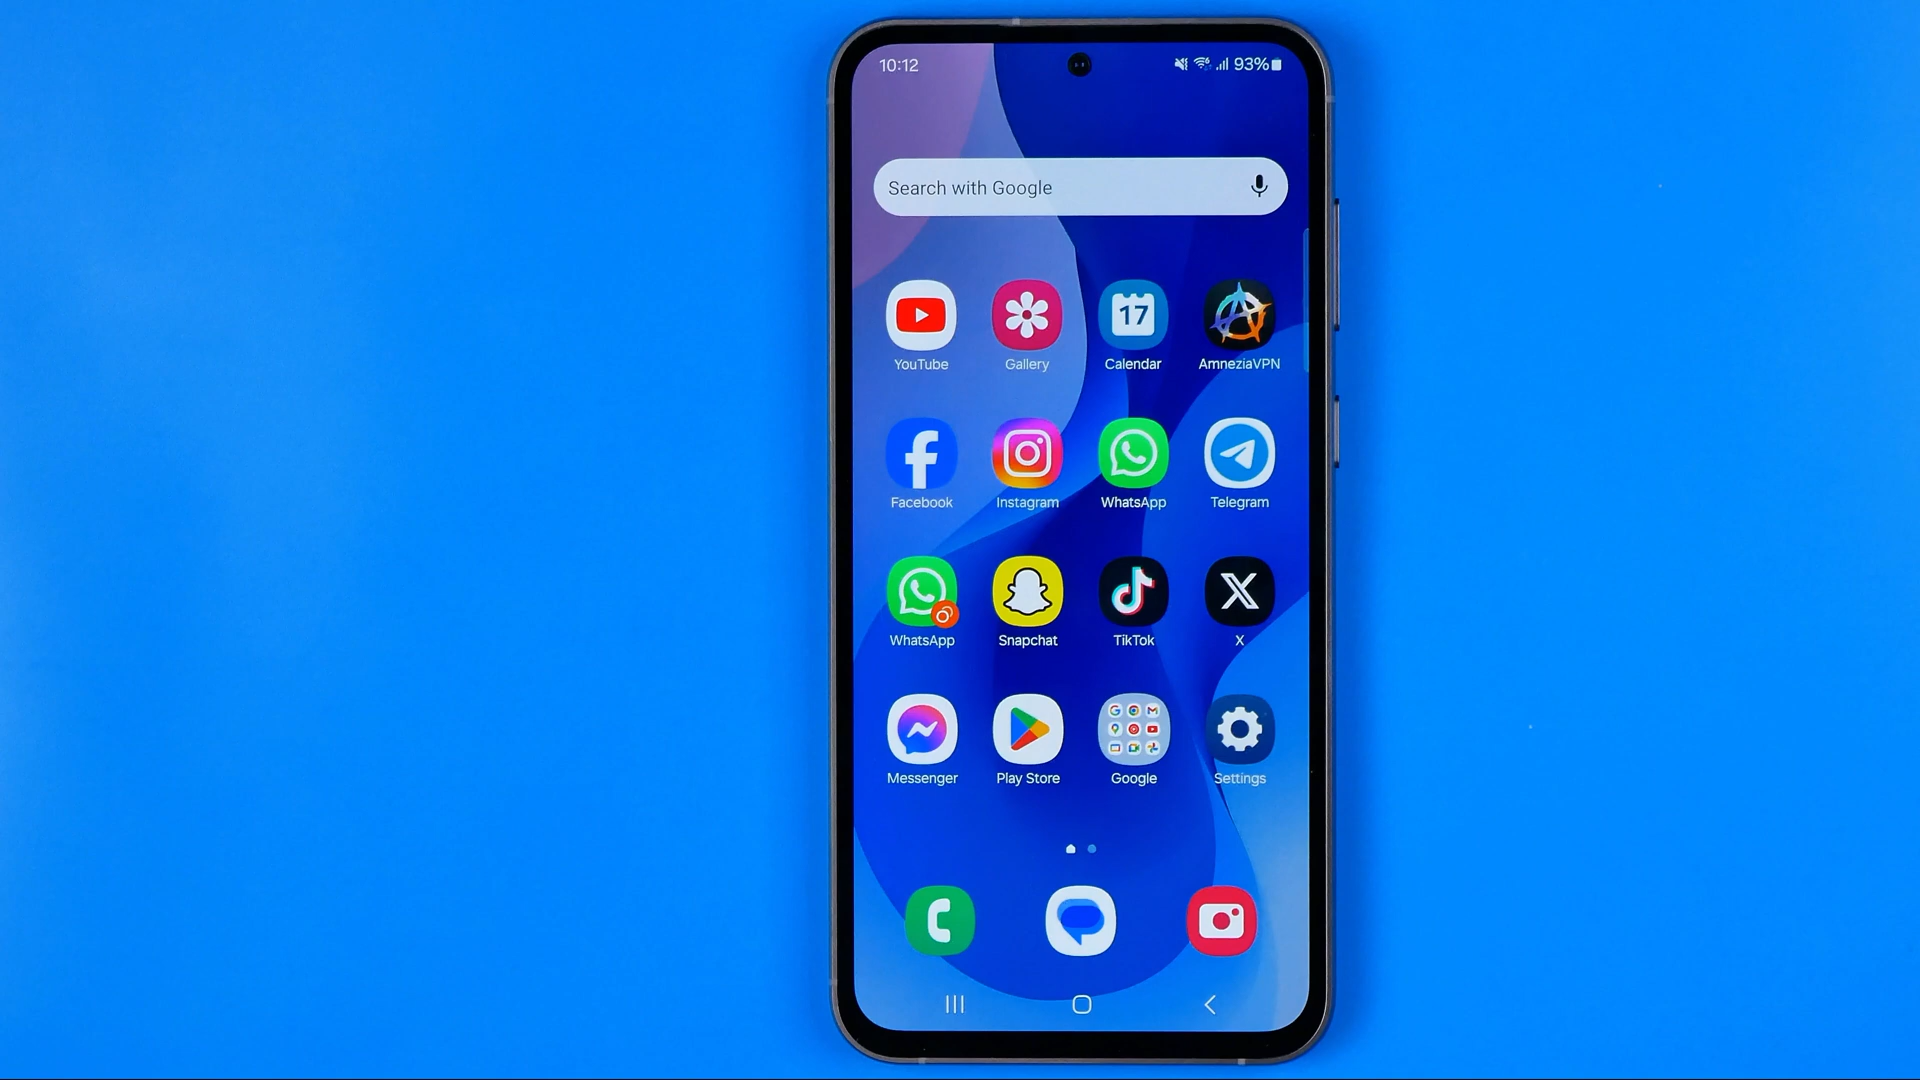 10:12 93%
Search with Google
17
YouTube Gallery Calendar AmneziaVPN
Facebook Instagram WhatsApp Telegram
WhatsApp Snapchat TikTok X
Messenger Play Store Google Settings